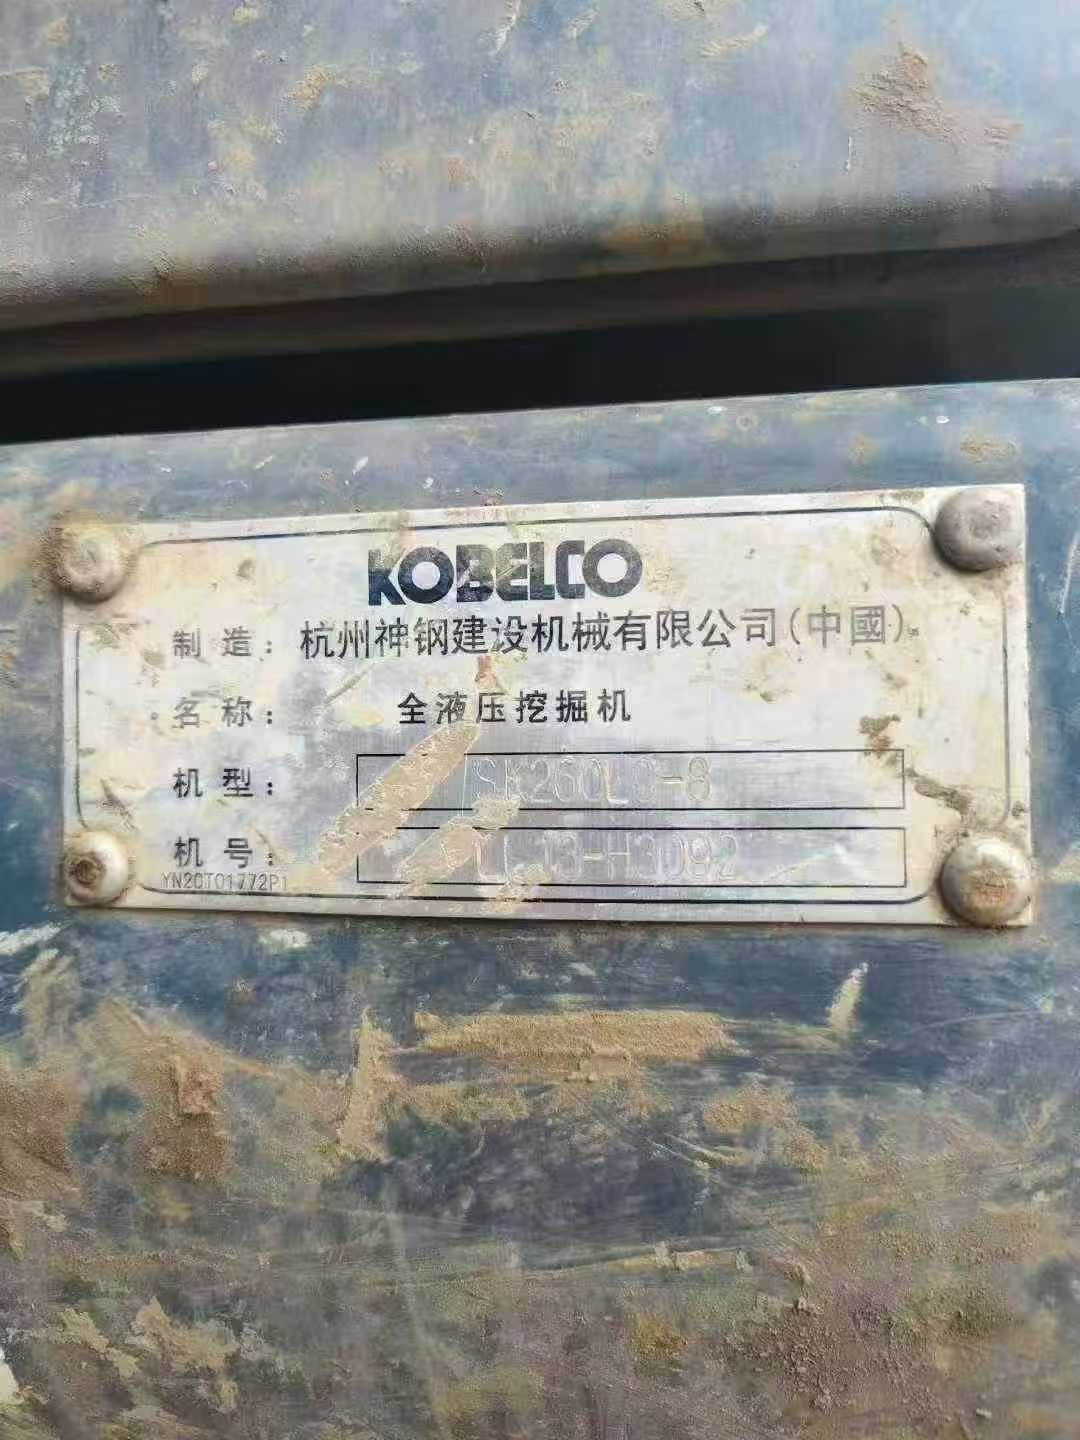 KOBELCO
制造： 杭州神钢建设机械有限公司(中國)
名称： 全液压挖掘机
机型： SK260LC-8
机号：
YN20T01772P1